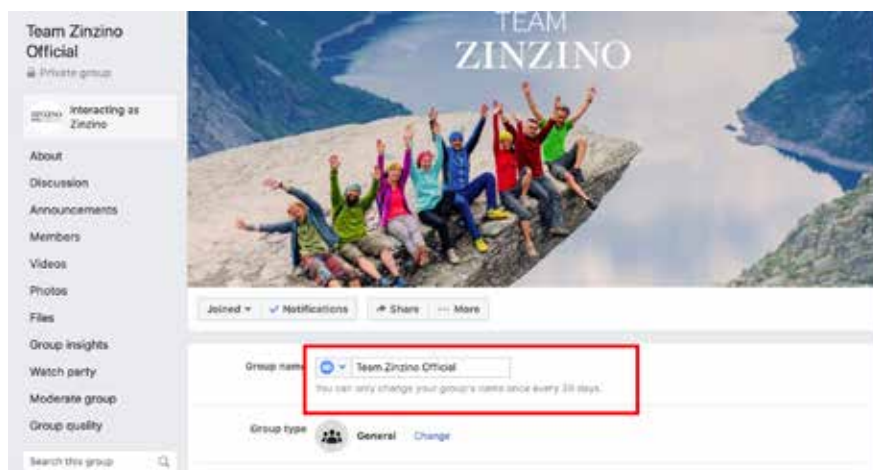 Team Zinzino
Official
Private group
Interacting as
Zinzino
About
Discussion
Announcements
Members
Videos
Photos
Files
Group insights
Watch party
Moderate group
Group quality
Search this group
TEAM
ZINZINO
Joined
Notifications
Share
More
Group name
Team Zinzino Official
You can only change your group's name once every 28 days.
Group type
General Change